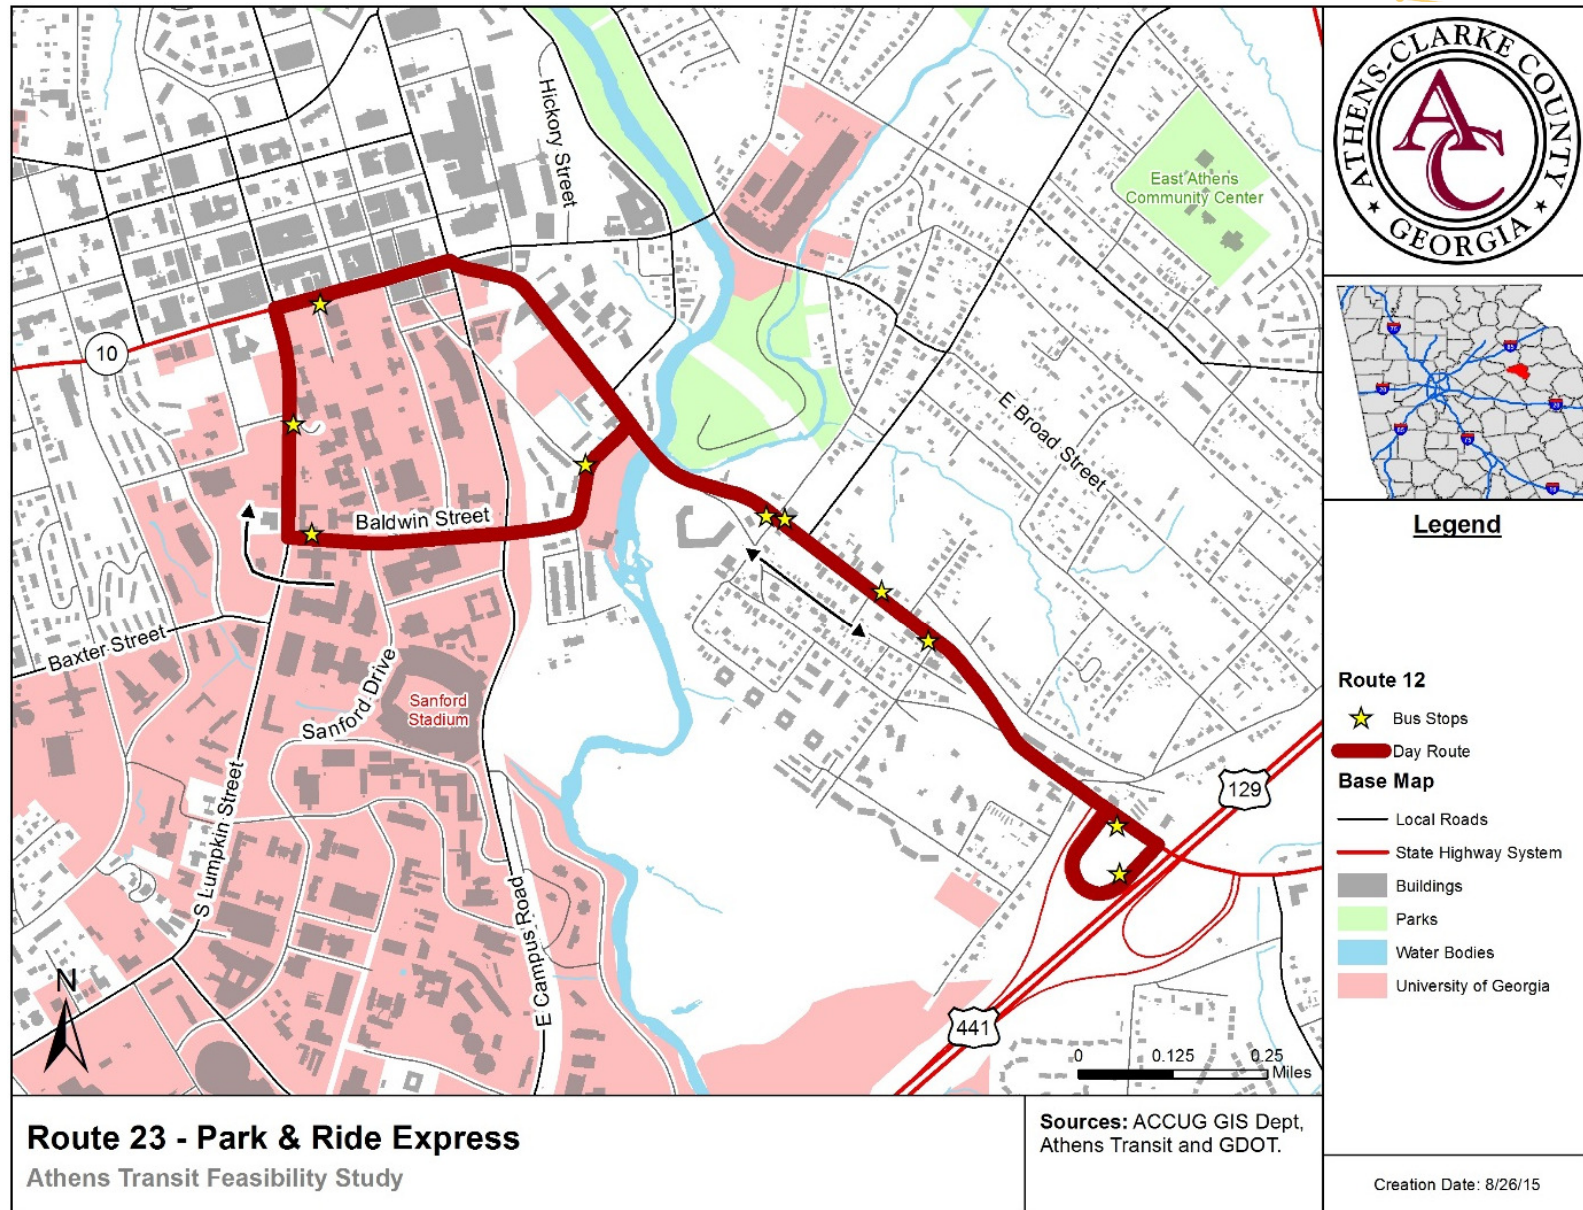 Hickory Street
East Athens
Community Center
10
E Broad Street
Baldwin Street
Baxter Street
Sanford Drive
Sanford
Stadium
S Lumpkin Street
E Campus Road
129
441
N
0 0.125 0.25
Miles
ATHENS-CLARKE COUNTY
AC
★ GEORGIA ★
Legend
Route 12
Bus Stops
Day Route
Base Map
Local Roads
State Highway System
Buildings
Parks
Water Bodies
University of Georgia
Route 23 - Park & Ride Express
Athens Transit Feasibility Study
Sources: ACCUG GIS Dept,
Athens Transit and GDOT.
Creation Date: 8/26/15